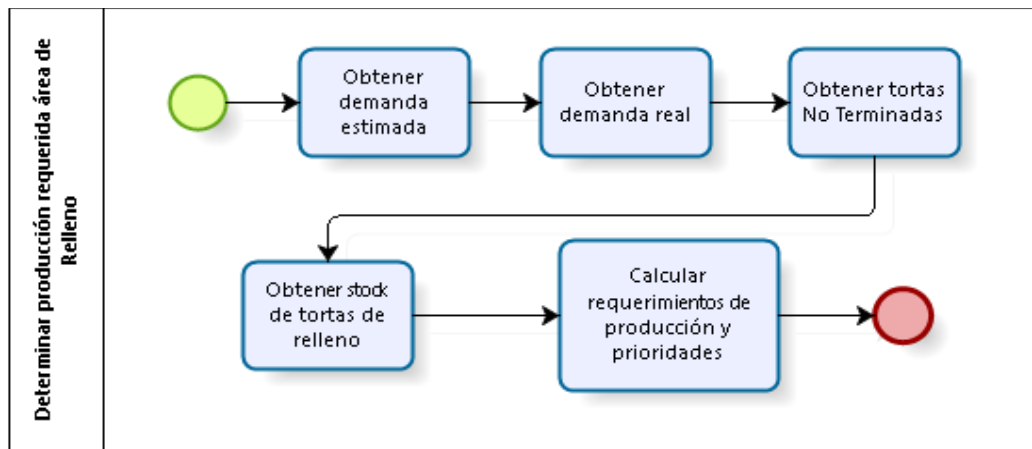 Determinar producción requerida área de
Relleno
Obtener
demanda
estimada
Obtener
demanda real
Obtener tortas
No Terminadas
Obtener stock
de tortas de
relleno
Calcular
requerimientos de
producción y
prioridades